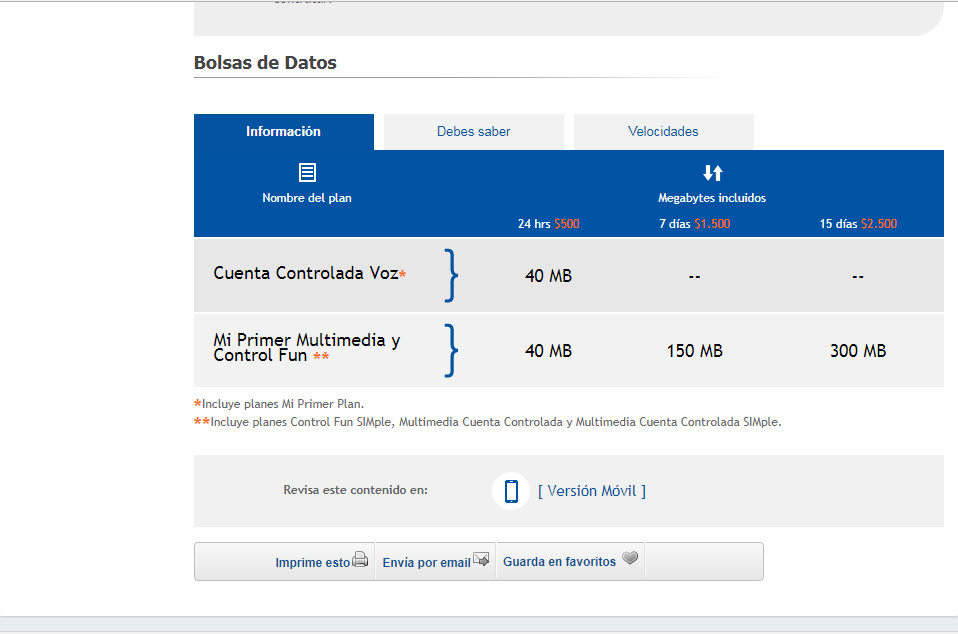 Bolsas de Datos
Información Debes saber Velocidades
Nombre del plan Megabytes incluidos
24 hrs $500 7 días $1.500 15 días $2.500
Cuenta Controlada Voz* 40 MB -- --
Mi Primer Multimedia y
Control Fun ** 40 MB 150 MB 300 MB
*Incluye planes Mi Primer Plan.
**Incluye planes Control Fun SIMple, Multimedia Cuenta Controlada y Multimedia Cuenta Controlada SIMple.
Revisa este contenido en: [ Versión Móvil ]
Imprime esto Envía por email Guarda en favoritos